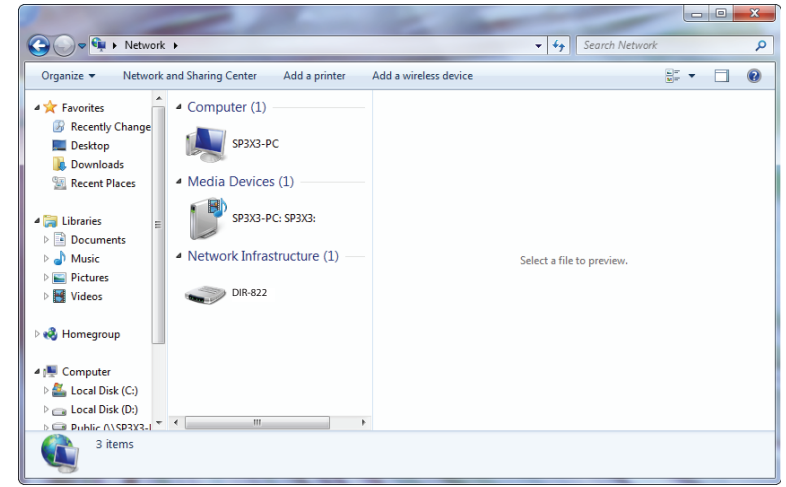 Network
Search Network
Organize
Network and Sharing Center
Add a printer
Add a wireless device
Favorites
Recently Change
Desktop
Downloads
Recent Places
Libraries
Documents
Music
Pictures
Videos
Homegroup
Computer
Local Disk (C:)
Local Disk (D:)
Public (\\SP3X3-
Computer (1)
SP3X3-PC
Media Devices (1)
SP3X3-PC: SP3X3:
Network Infrastructure (1)
DIR-822
Select a file to preview.
3 items